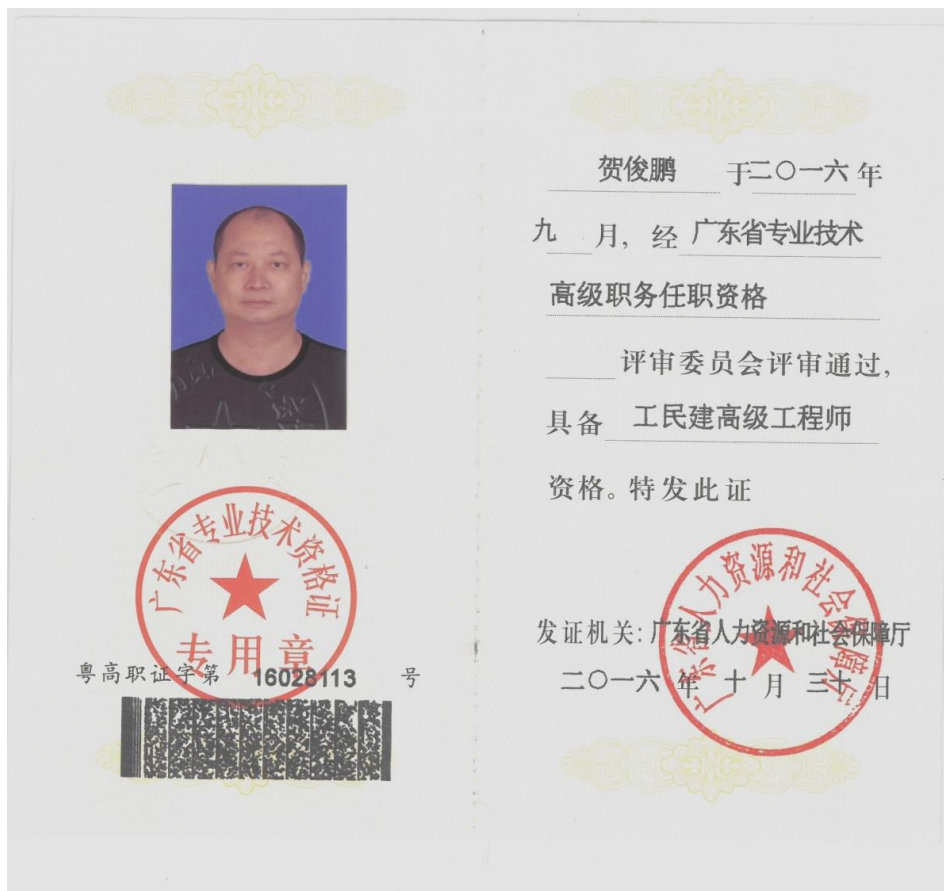 广东省专业技术资格证
专用章
粤高职证字第 16028113 号
贺俊鹏 于二〇一六年
九 月, 经 广东省专业技术
高级职务任职资格
评审委员会评审通过,
具备 工民建高级工程师
资格。特发此证
广东省人力资源和社会保障厅
发证机关: 广东省人力资源和社会保障厅
二〇一六 年 十 月 三十 日